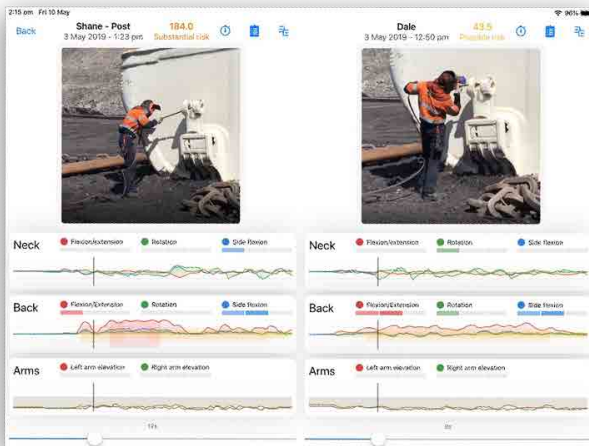 2:15 pm Fri 10 May
96%
Back
Shane - Post
3 May 2019 - 1:23 pm
184.0
Substantial risk
Dale
3 May 2019 - 12:50 pm
43.5
Possible risk
Neck
Flexion/extension
Rotation
Side flexion
Back
Flexion/Extension
Rotation
Side flexion
Arms
Left arm elevation
Right arm elevation
Neck
Flexion/extension
Rotation
Side flexion
Back
Flexion/Extension
Rotation
Side flexion
Arms
Left arm elevation
Right arm elevation